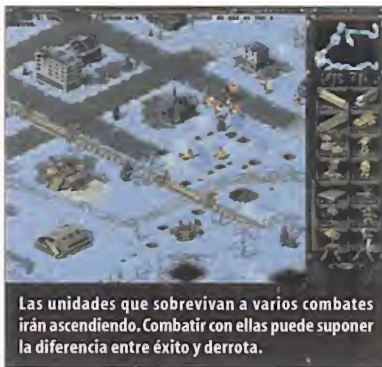 Las unidades que sobrevivan a varios combates
irán ascendiendo. Combatir con ellas puede suponer
la diferencia entre éxito y derrota.